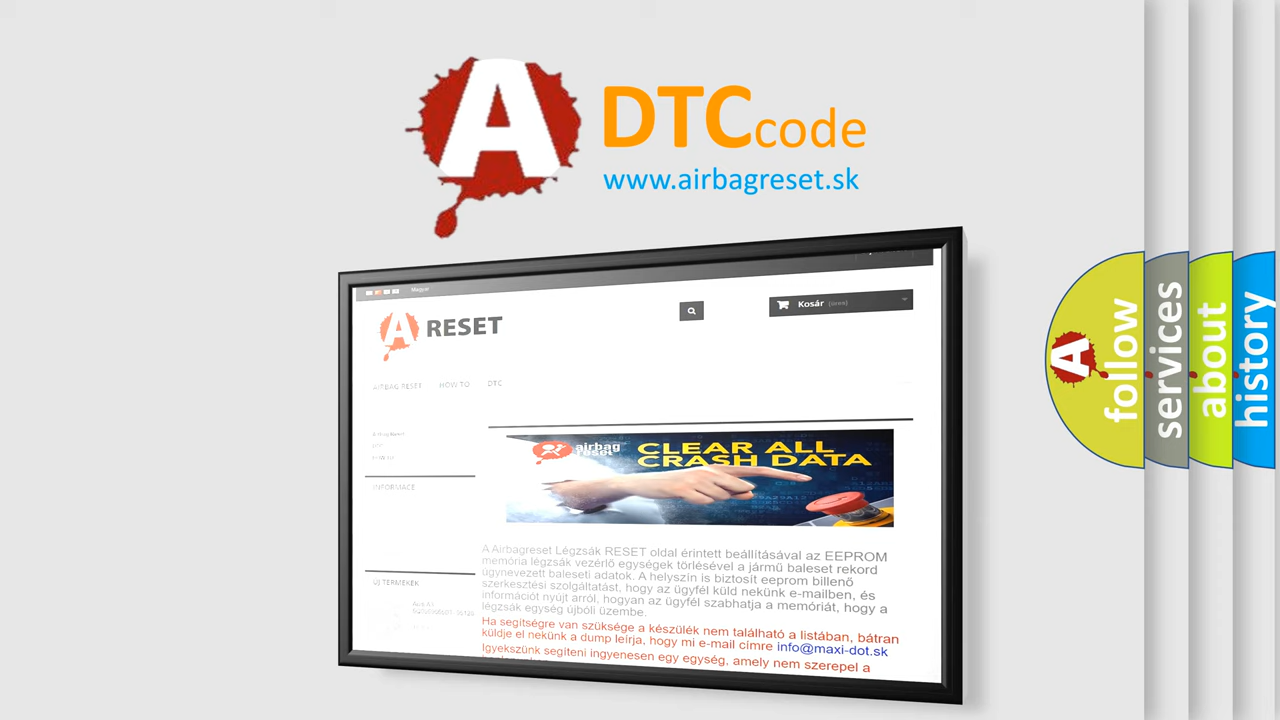 A
DTCcode
www.airbagreset.sk
Magyar
Kosár (üres)
A RESET
AIRBAG RESET HOW TO DTC
airbag
reset
CLEAR ALL
CRASH DATA
INFORMACE
A Airbagreset Légzsák RESET oldal érintett beállításával az EEPROM
memória légzsák vezérlő egységek törlésével a jármű baleset rekord
úgynevezett baleseti adatok. A helyszín is biztosít eeprom billenő
szerkesztési szolgáltatást, hogy az ügyfél küld nekünk e-mailben, és
információt nyújt arról, hogyan az ügyfél szabhatja a memóriát, hogy a
légzsák egység újbóli üzembe.
ÚJ TERMÉKEK
Ha segítségre van szüksége a készülék nem található a listában, bátran
küldje el nekünk a dump leírja, hogy mi e-mail címre info@maxi-dot.sk
Igyekszünk segíteni ingyenesen egy egység, amely nem szerepel a
A
follow
services
about
history